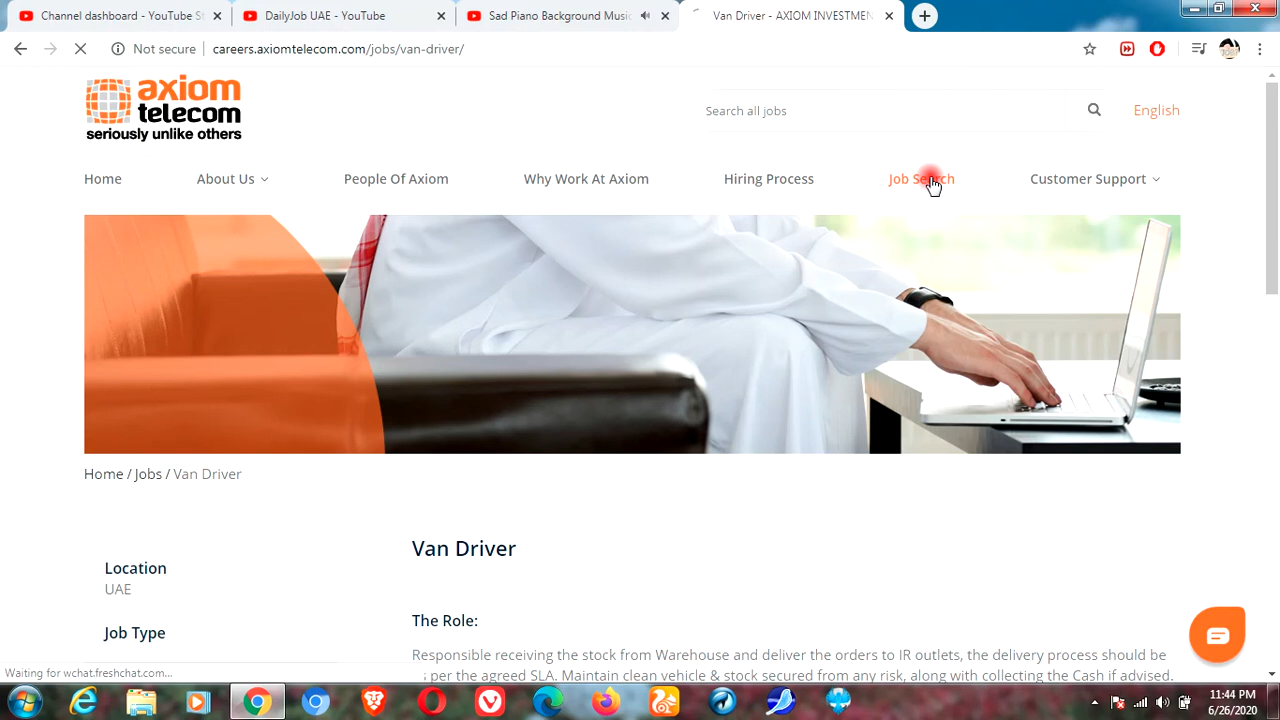 Channel dashboard - YouTube St
DailyJob UAE - YouTube
Sad Piano Background Music
Van Driver - AXIOM INVESTMEN
Not secure
careers.axiomtelecom.com/jobs/van-driver/
axiom
telecom
seriously unlike others
Search all jobs
English
Home
About Us
People Of Axiom
Why Work At Axiom
Hiring Process
Job Search
Customer Support
Home / Jobs / Van Driver
Van Driver
Location
UAE
The Role:
Job Type
Responsible receiving the stock from Warehouse and deliver the orders to IR outlets, the delivery process should be
per the agreed SLA. Maintain clean vehicle & stock secured from any risk, along with collecting the Cash if advised.
Waiting for wchat.freshchat.com...
11:44 PM
6/26/2020